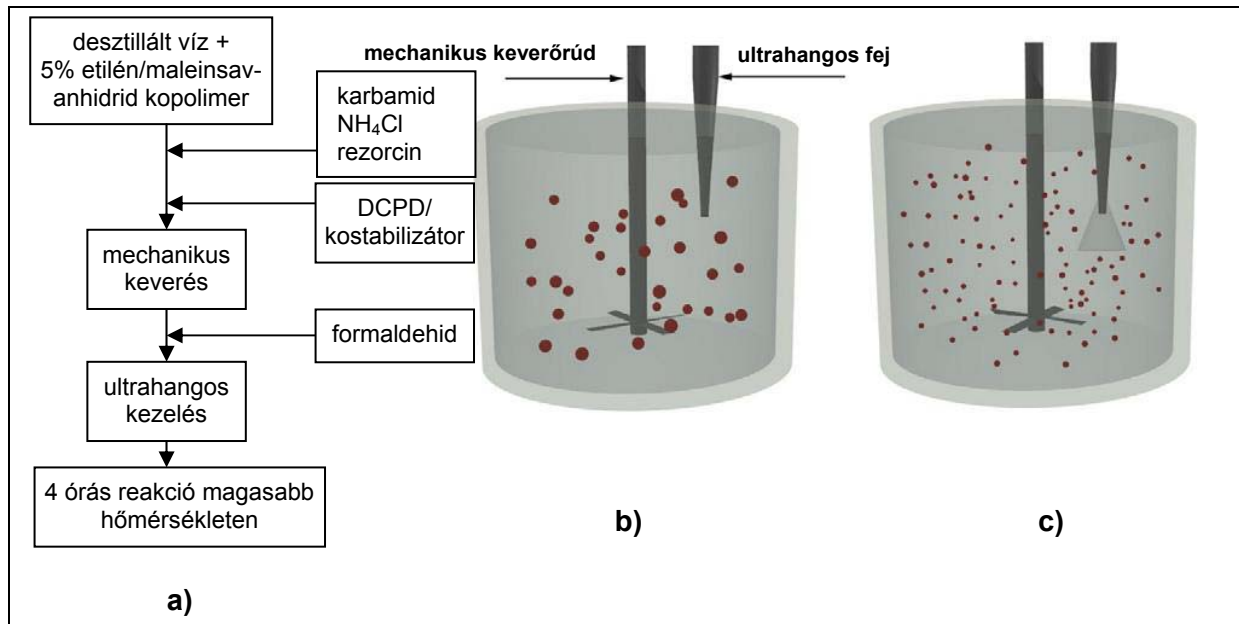 desztillált víz +
5% etilén/maleinsav-
anhidrid kopolimer
karbamid
NH₄Cl
rezorcin
DCPD/
kostabilizátor
mechanikus
keverés
formaldehid
ultrahangos
kezelés
4 órás reakció magasabb
hőmérsékleten
a)
mechanikus keverőrúd
ultrahangos fej
b)
c)